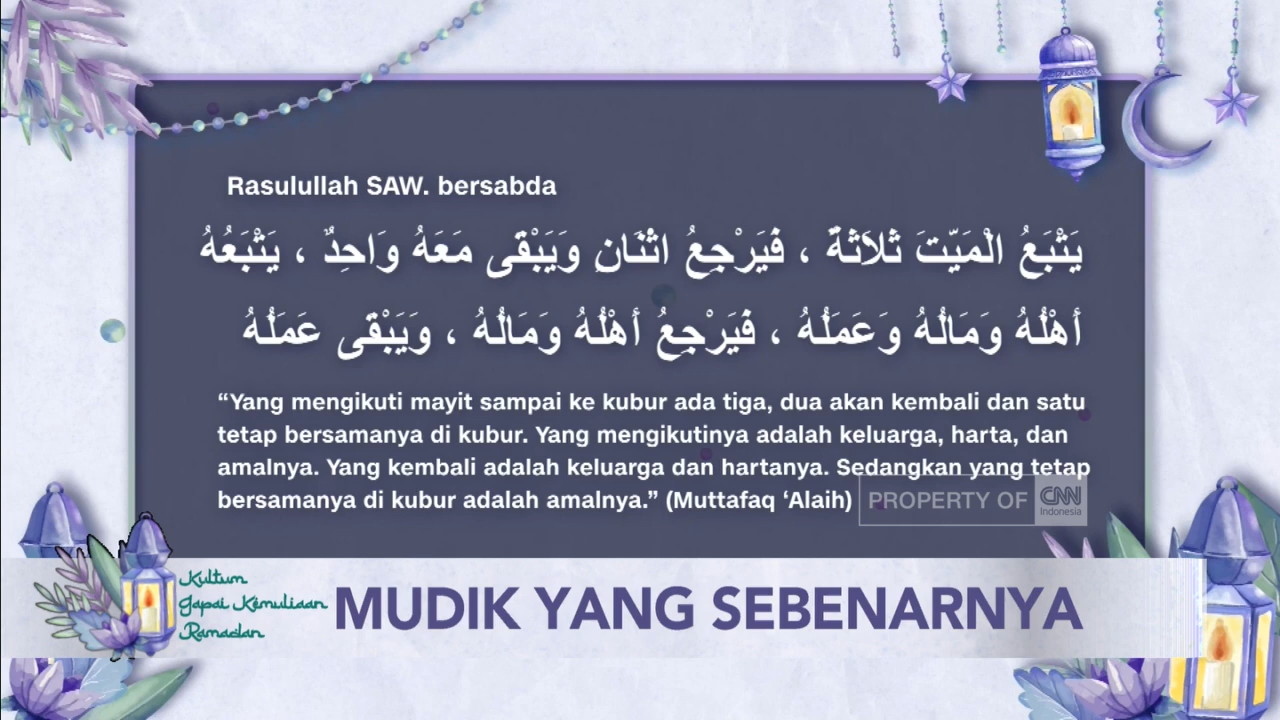 Rasulullah SAW. bersabda
يَتْبَعُ الْمَيّتَ ثَلاَثَةٌ ، فَيَرْجِعُ اثْنَانِ وَيَبْقَى مَعَهُ وَاحِدٌ ، يَتْبَعُهُ
أَهْلُهُ وَمَالُهُ وَعَمَلُهُ ، فَيَرْجِعُ أَهْلُهُ وَمَالُهُ ، وَيَبْقَى عَمَلُهُ
“Yang mengikuti mayit sampai ke kubur ada tiga, dua akan kembali dan satu
tetap bersamanya di kubur. Yang mengikutinya adalah keluarga, harta, dan
amalnya. Yang kembali adalah keluarga dan hartanya. Sedangkan yang tetap
bersamanya di kubur adalah amalnya.” (Muttafaq ‘Alaih)
PROPERTY OF CNN Indonesia
Kultum
Gapai Kemuliaan
Ramadan
MUDIK YANG SEBENARNYA